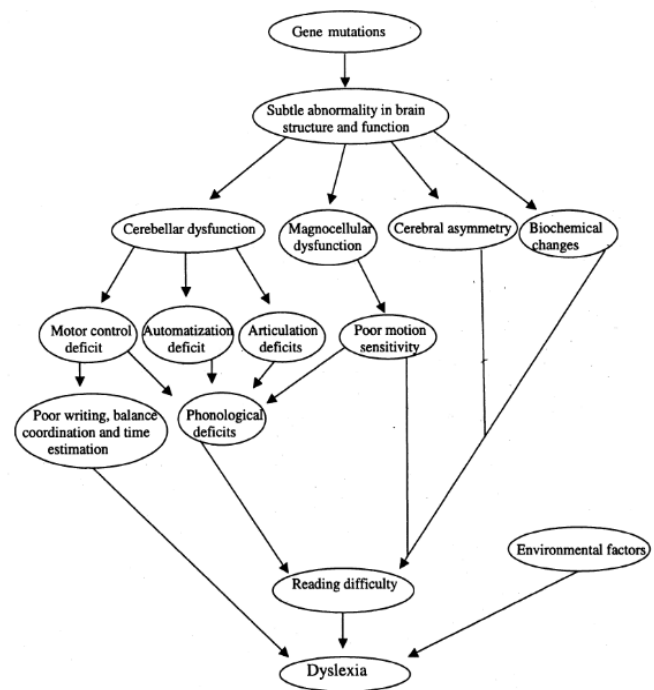 Gene mutations
Subtle abnormality in brain
structure and function
Cerebellar dysfunction
Magnocellular
dysfunction
Cerebral asymmetry
Biochemical
changes
Motor control
deficit
Automatization
deficit
Articulation
deficits
Poor motion
sensitivity
Poor writing, balance
coordination and time
estimation
Phonological
deficits
Environmental factors
Reading difficulty
Dyslexia